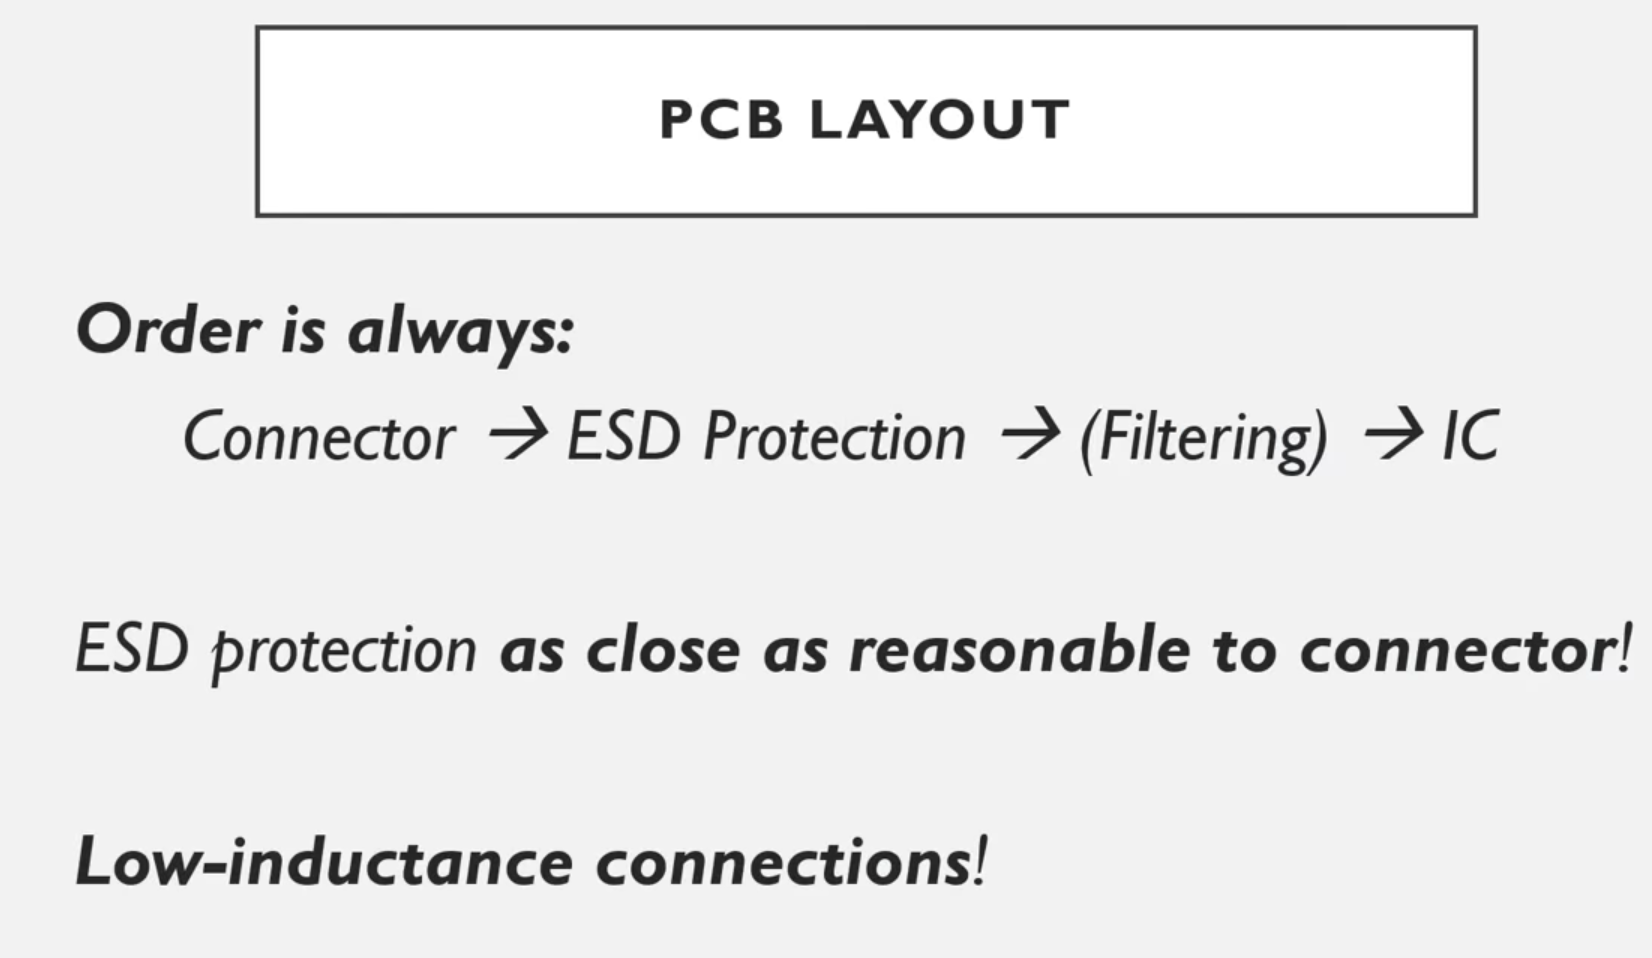 PCB LAYOUT
Order is always:
Connector → ESD Protection → (Filtering) → IC
ESD protection as close as reasonable to connector!
Low-inductance connections!